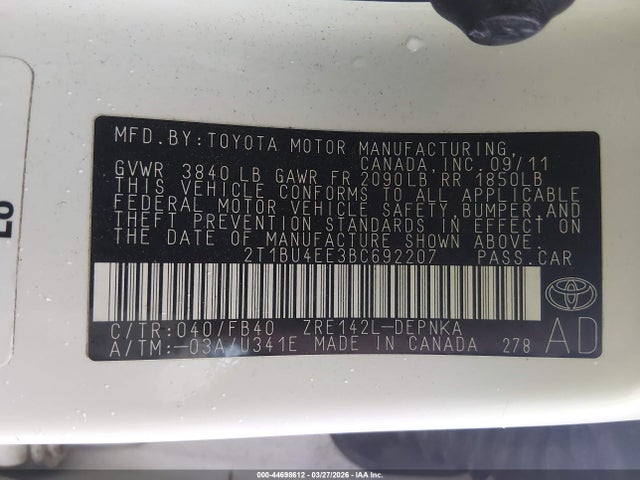 MFD.BY:TOYOTA MOTOR MANUFACTURING,
CANADA,INC. 09/11
GVWR 3840 LB GAWR FR 2090LB RR 1850LB
THIS VEHICLE CONFORMS TO ALL APPLICABLE
FEDERAL MOTOR VEHICLE SAFETY,BUMPER,AND
THEFT PREVENTION STANDARDS IN EFFECT ON
THE DATE OF MANUFACTURE SHOWN ABOVE.
2T1BU4EE3BC692207 PASS.CAR
C/TR:040/FB40 ZRE142L-DEPNKA
A/TM:-03A/U341E MADE IN CANADA 278
AD
000-44698612 - 03/27/2026 - IAA Inc.